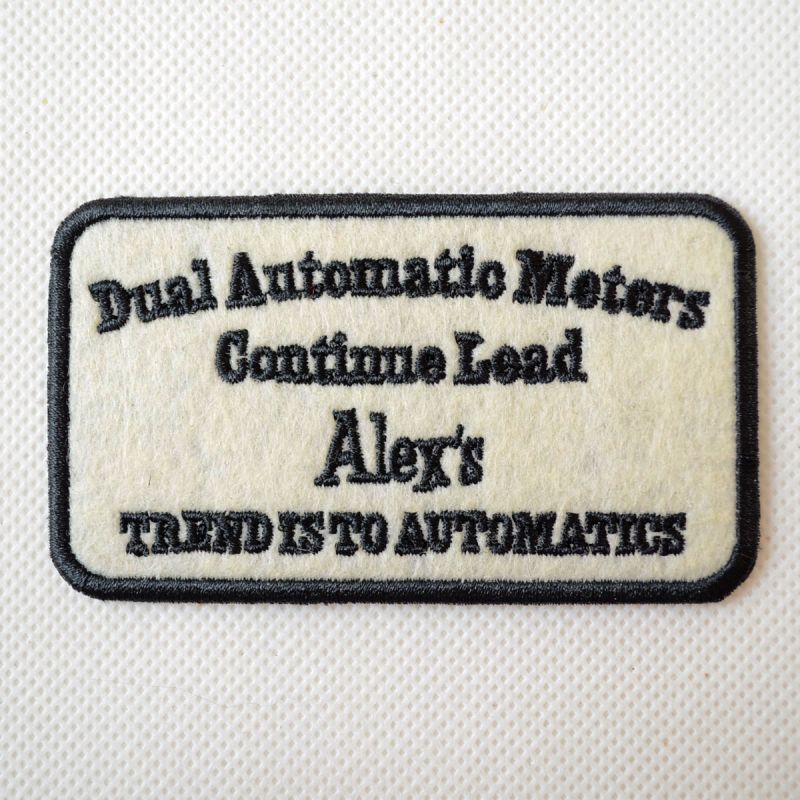 Dual Automatic Meters
Continue Lead
Alex's
TREND IS TO AUTOMATICS